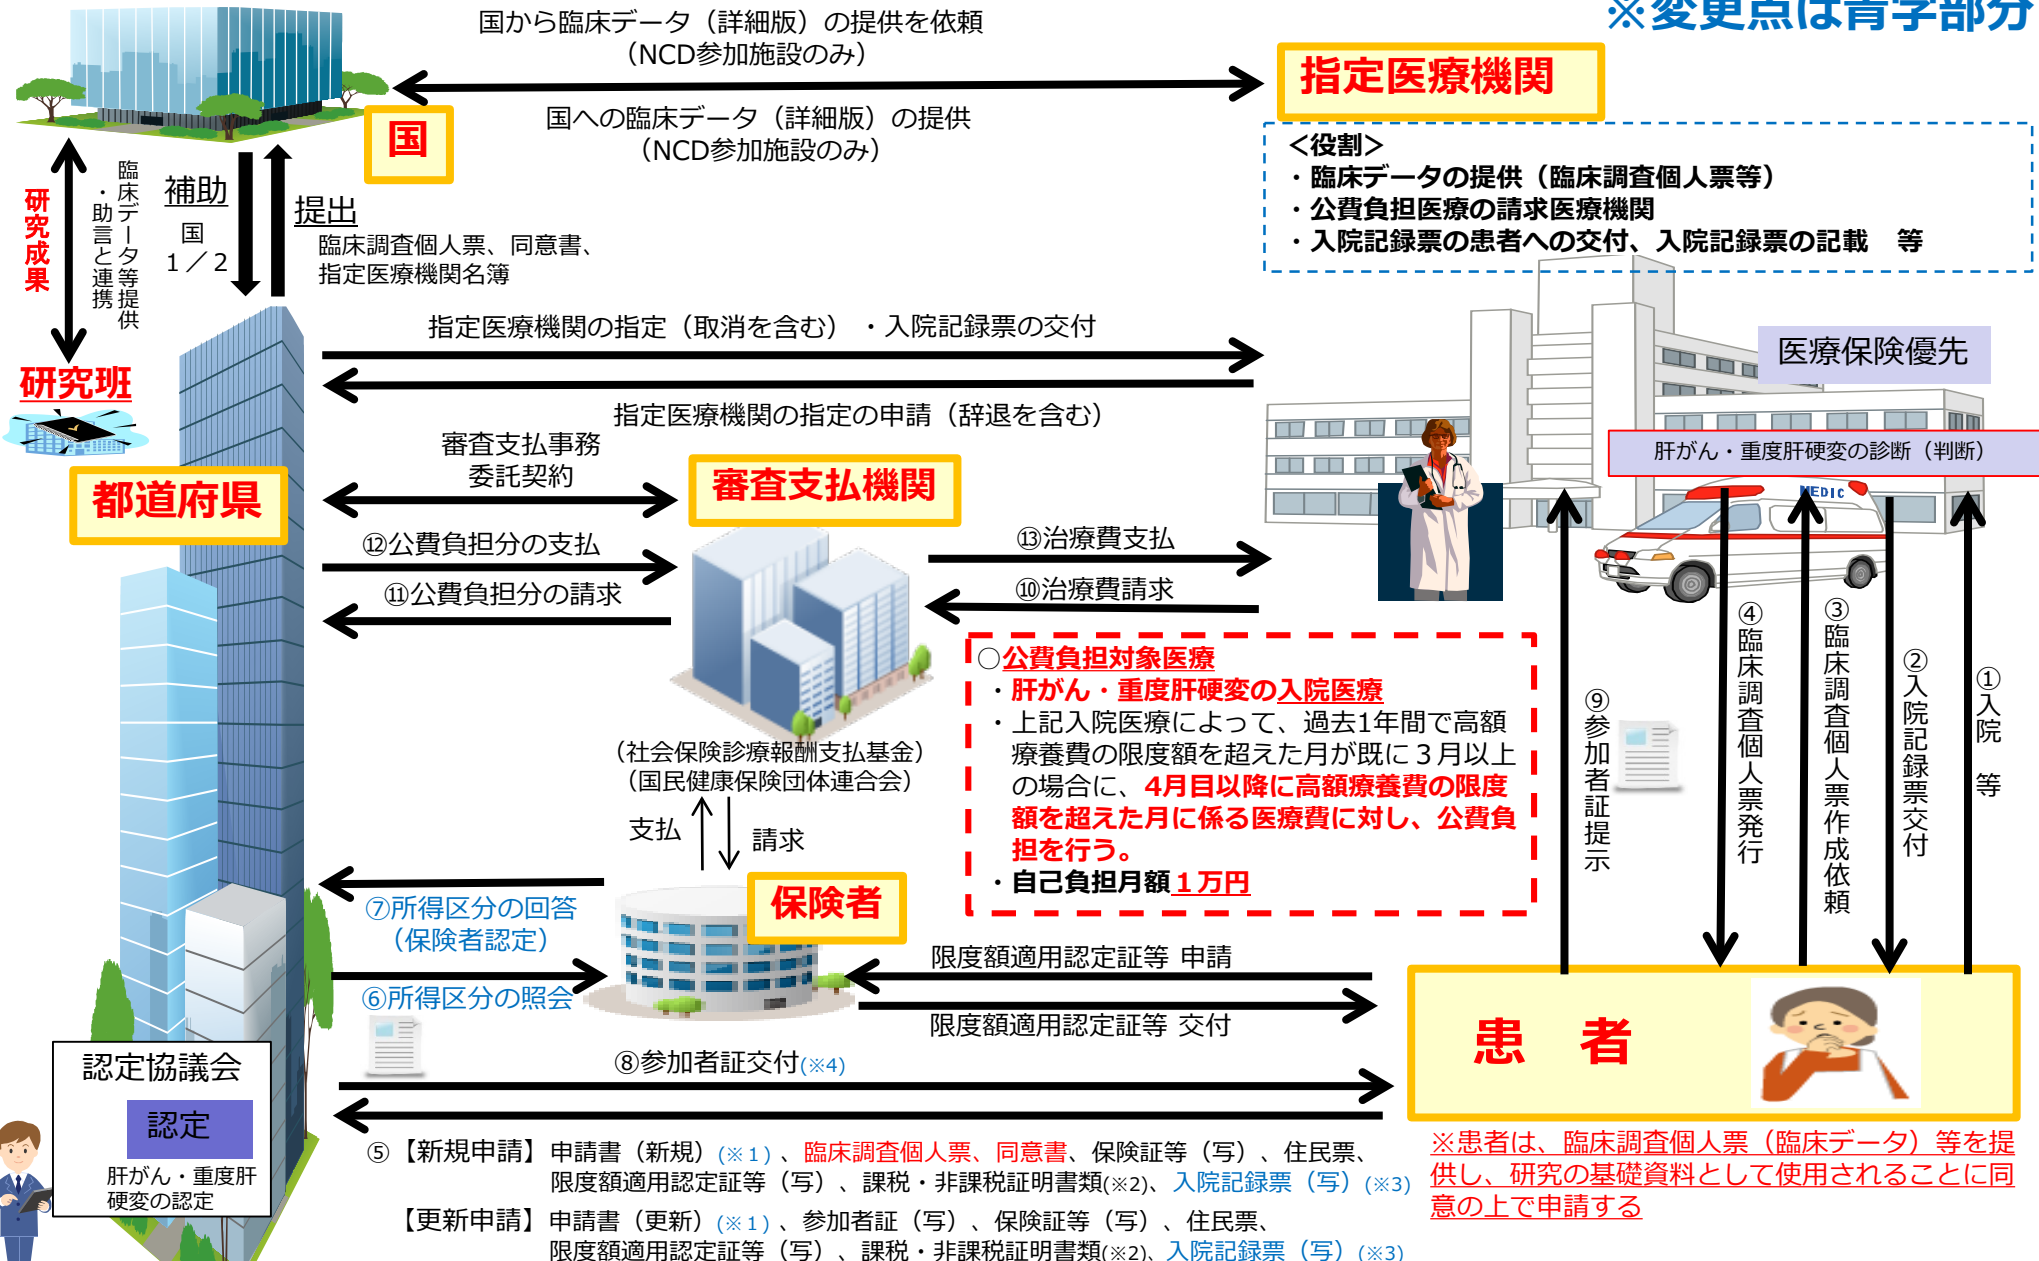 ※変更点は青字部分
国から臨床データ（詳細版）の提供を依頼
（NCD参加施設のみ）
国への臨床データ（詳細版）の提供
（NCD参加施設のみ）
国
指定医療機関
＜役割＞
・臨床データの提供（臨床調査個人票等）
・公費負担医療の請求医療機関
・入院記録票の患者への交付、入院記録票の記載　等
研究成果
臨床データ等提供
・助言と連携
補助
国
１／２
提出
臨床調査個人票、同意書、
指定医療機関名簿
研究班
指定医療機関の指定（取消を含む）・入院記録票の交付
指定医療機関の指定の申請（辞退を含む）
医療保険優先
肝がん・重度肝硬変の診断（判断）
MEDIC
都道府県
審査支払事務
委託契約
審査支払機関
⑫公費負担分の支払
⑪公費負担分の請求
⑬治療費支払
⑩治療費請求
（社会保険診療報酬支払基金）
（国民健康保険団体連合会）
支払
請求
○公費負担対象医療
・肝がん・重度肝硬変の入院医療
・上記入院医療によって、過去1年間で高額
療養費の限度額を超えた月が既に３月以上
の場合に、4月目以降に高額療養費の限度
額を超えた月に係る医療費に対し、公費負
担を行う。
・自己負担月額１万円
⑨参加者証提示
④臨床調査個人票発行
③臨床調査個人票作成依頼
②入院記録票交付
①入院　等
保険者
⑦所得区分の回答
（保険者認定）
⑥所得区分の照会
限度額適用認定証等 申請
限度額適用認定証等 交付
患　者
⑧参加者証交付(※4)
認定協議会
認定
肝がん・重度肝
硬変の認定
⑤【新規申請】申請書（新規）(※１)、臨床調査個人票、同意書、保険証等（写）、住民票、
限度額適用認定証等（写）、課税・非課税証明書類(※2)、入院記録票（写）(※3)
【更新申請】申請書（更新）(※１)、参加者証（写）、保険証等（写）、住民票、
限度額適用認定証等（写）、課税・非課税証明書類(※2)、入院記録票（写）(※3)
※患者は、臨床調査個人票（臨床データ）等を提
供し、研究の基礎資料として使用されることに同
意の上で申請する